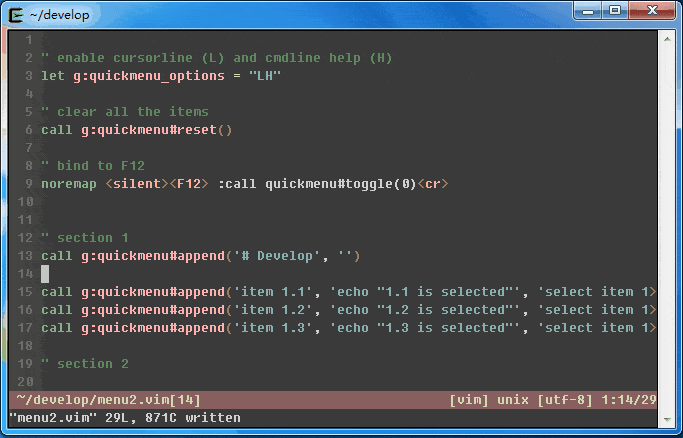 ~/develop
1
2 " enable cursorline (L) and cmdline help (H)
3 let g:quickmenu_options = "LH"
4
5 " clear all the items
6 call g:quickmenu#reset()
7
8 " bind to F12
9 noremap <silent><F12> :call quickmenu#toggle(0)<cr>
10
11
12 " section 1
13 call g:quickmenu#append('# Develop', '')
14
15 call g:quickmenu#append('item 1.1', 'echo "1.1 is selected"', 'select item 1>
16 call g:quickmenu#append('item 1.2', 'echo "1.2 is selected"', 'select item 1>
17 call g:quickmenu#append('item 1.3', 'echo "1.3 is selected"', 'select item 1>
18
19 " section 2
20
~/develop/menu2.vim[14] [vim] unix [utf-8] 1:14/29
"menu2.vim" 29L, 871C written